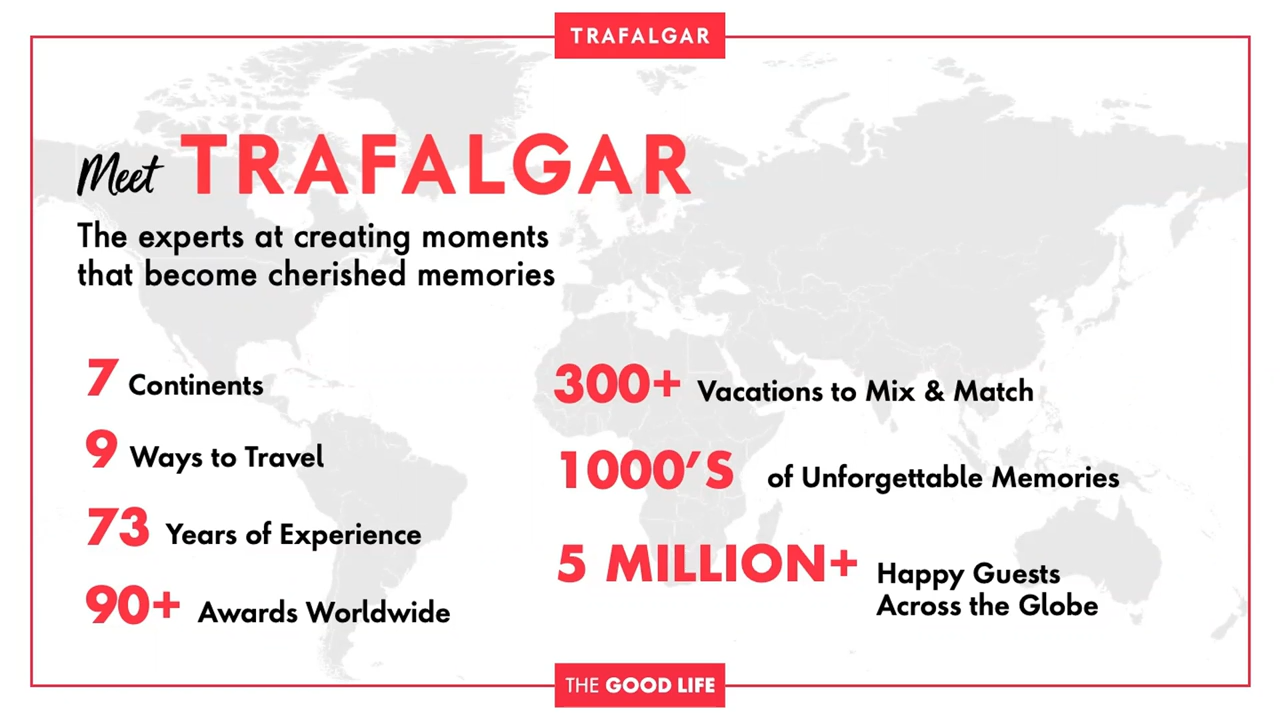 TRAFALGAR
Meet TRAFALGAR
The experts at creating moments
that become cherished memories
7 Continents
9 Ways to Travel
73 Years of Experience
90+ Awards Worldwide
300+ Vacations to Mix & Match
1000'S of Unforgettable Memories
5 MILLION+ Happy Guests
Across the Globe
THE GOOD LIFE